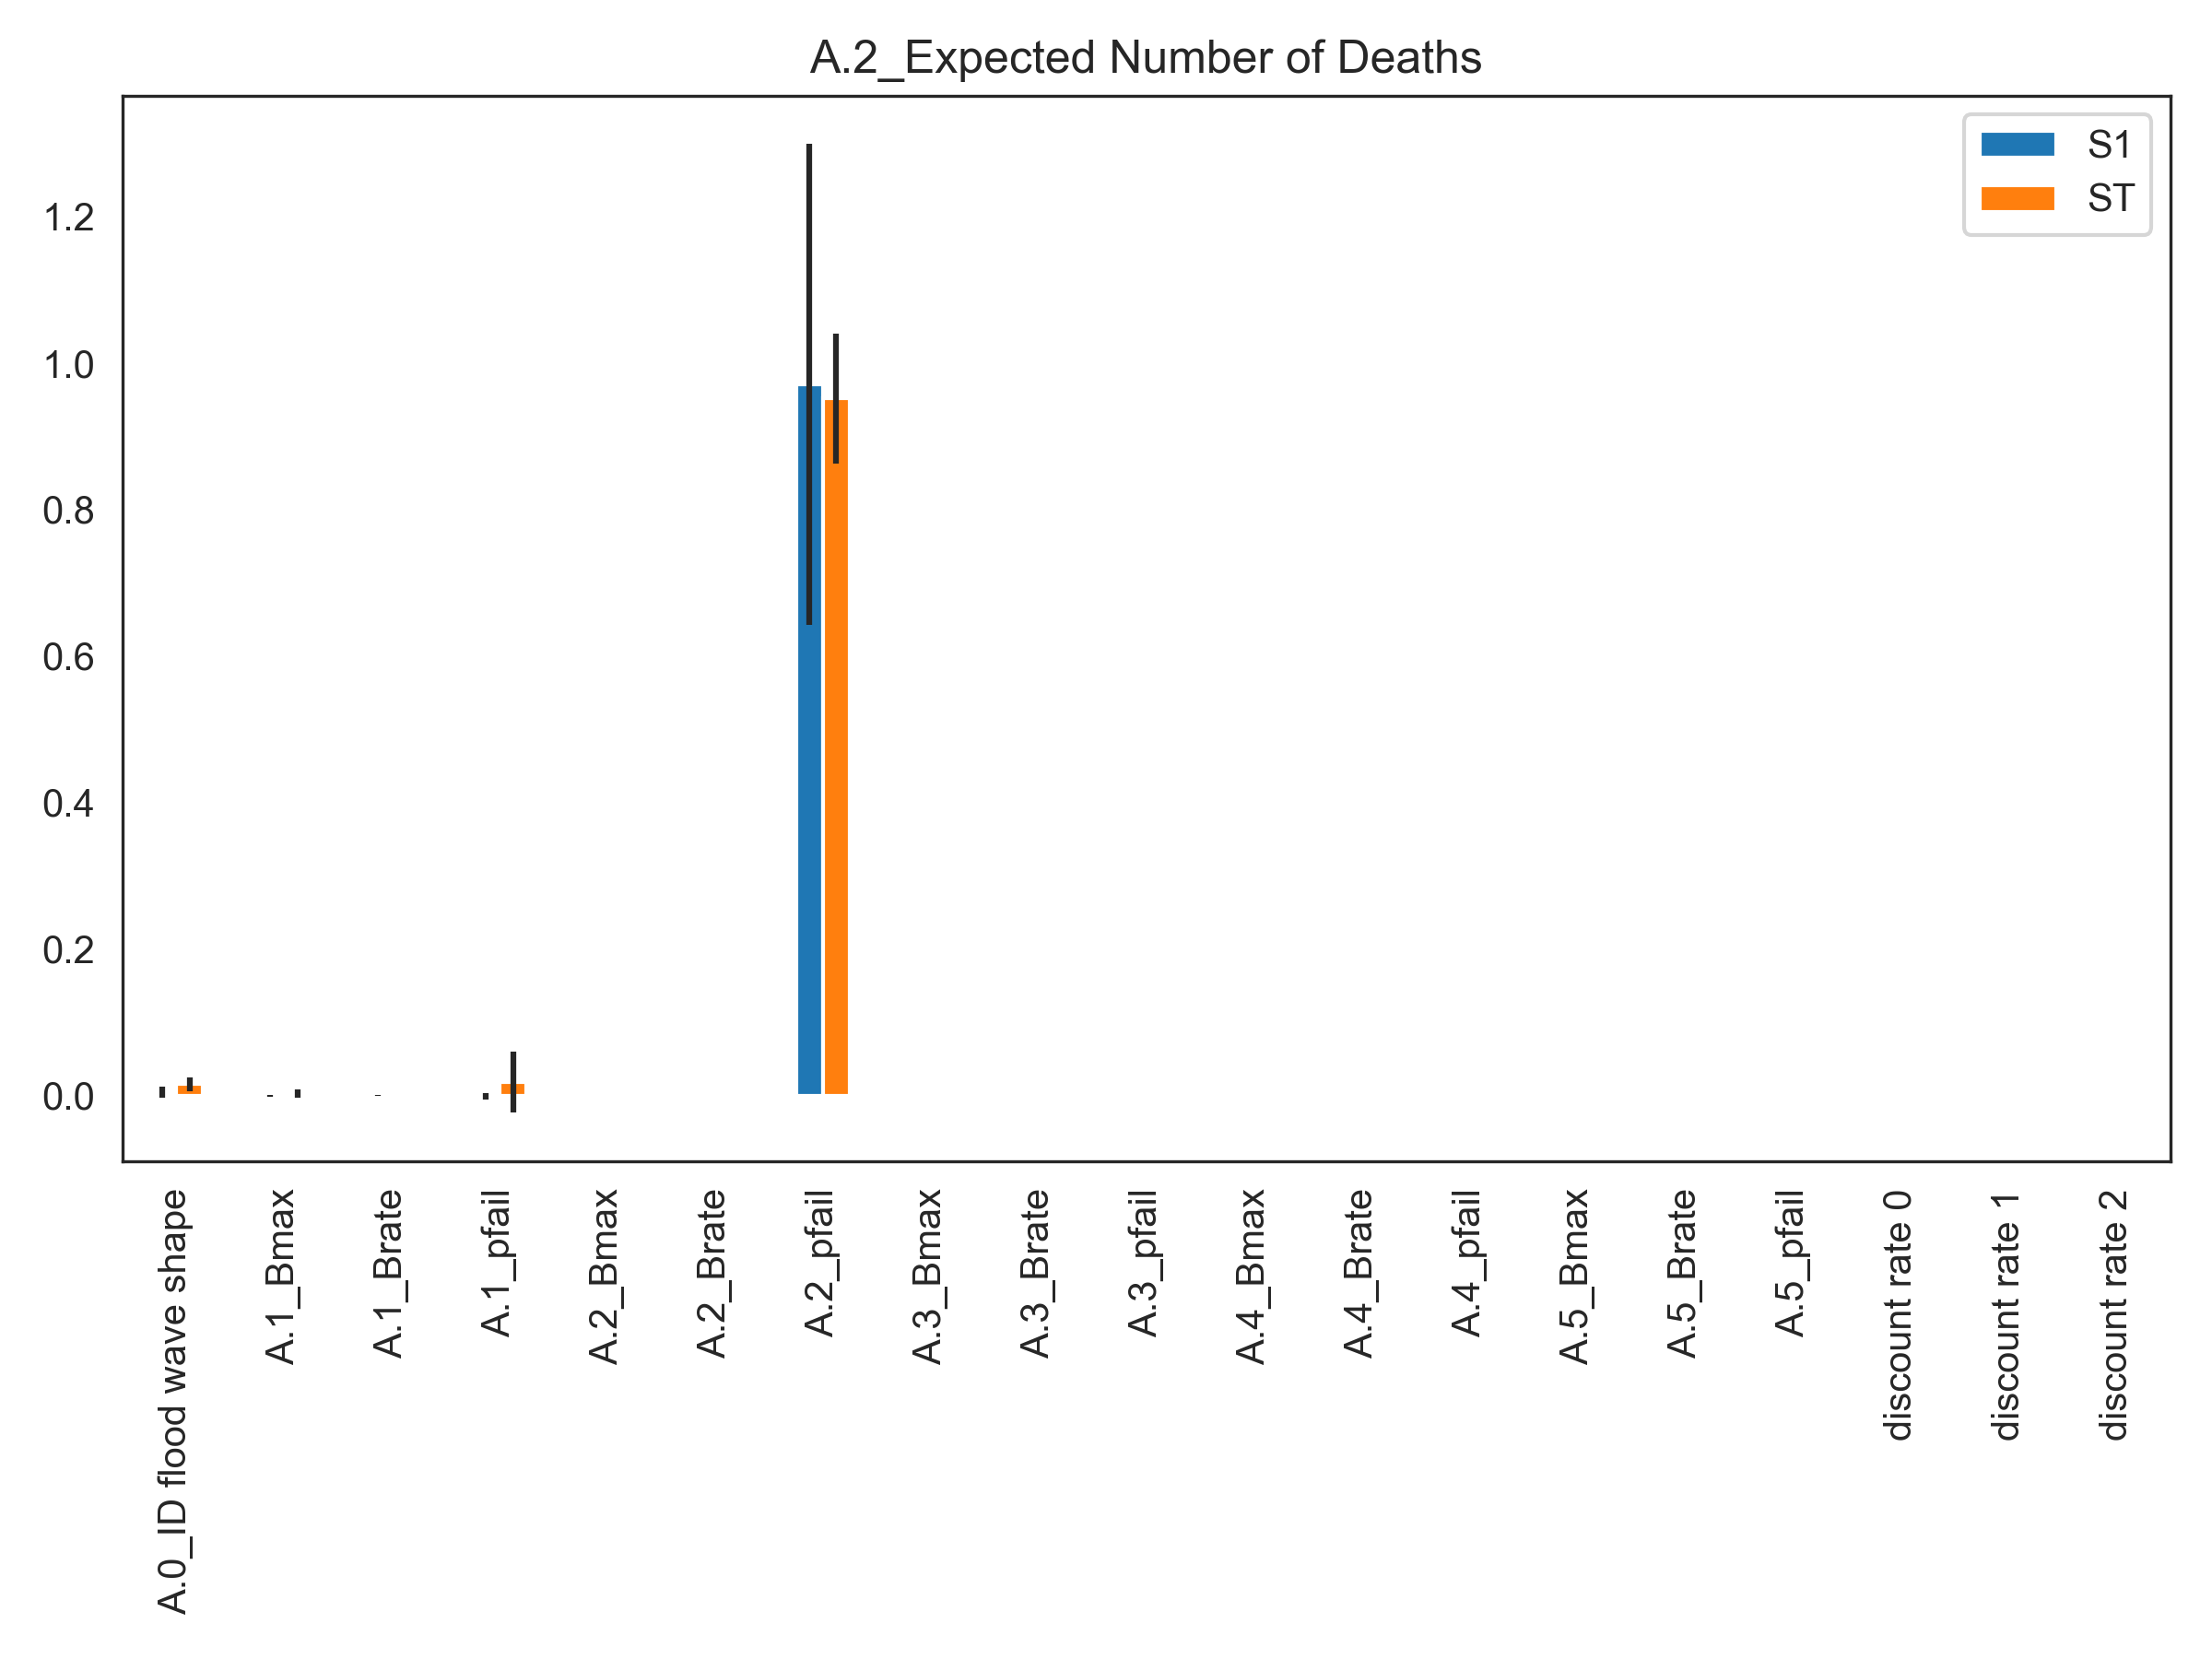 A.2_Expected Number of Deaths
S1
ST
1.2
1.0
0.8
0.6
0.4
0.2
0.0
A.0_ID flood wave shape
A.1_Bmax
A.1_Brate
A.1_pfail
A.2_Bmax
A.2_Brate
A.2_pfail
A.3_Bmax
A.3_Brate
A.3_pfail
A.4_Bmax
A.4_Brate
A.4_pfail
A.5_Bmax
A.5_Brate
A.5_pfail
discount rate 0
discount rate 1
discount rate 2